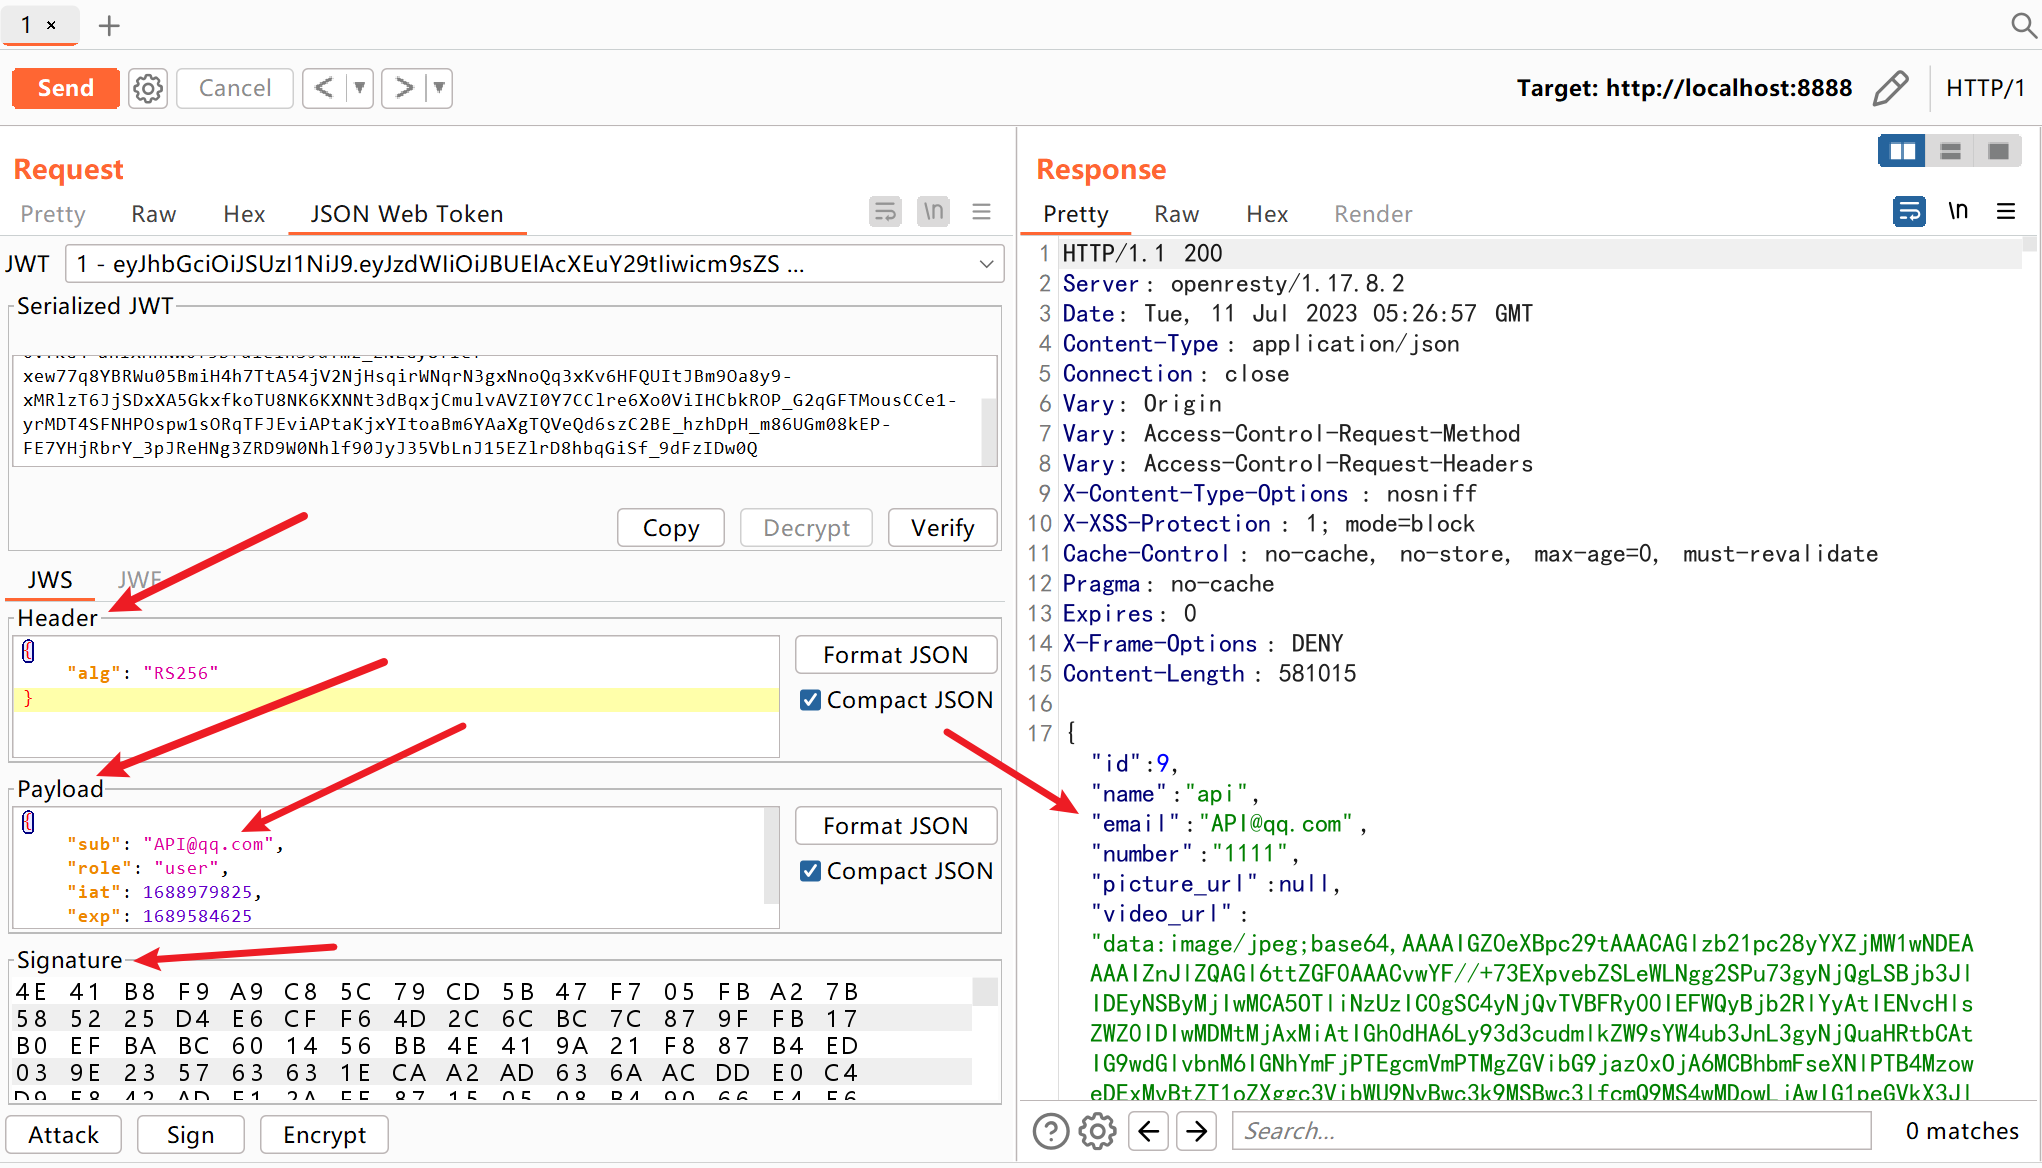 1 ×
Send
Cancel
< ▼
> ▼
Target: http://localhost:8888
HTTP/1
Request
Pretty Raw Hex JSON Web Token
\n
JWT 1 - eyJhbGciOiJSUzI1NiJ9.eyJzdWIiOiJBUElAcXEuY29tIiwicm9sZS ...
Serialized JWT
xew77q8YBRWu05BmiH4h7TtA54jV2NjHsqirWNqrN3gxNnoQq3xKv6HFQUItJBm9Oa8y9-
xMRlzT6JjSDxXA5GkxfkoTU8NK6KXNNt3dBqxjCmulvAVZI0Y7CClre6Xo0ViIHCbkROP_G2qGFTMousCCe1-
yrMDT4SFNHPOspw1sORqTFJEviAPtaKjxYItoaBm6YAaXgTQVeQd6szC2BE_hzhDpH_m86UGm08kEP-
FE7YHjRbrY_3pJReHNg3ZRD9W0Nhlf90JyJ35VbLnJ15EZlrD8hbqGiSf_9dFzIDw0Q
Copy
Decrypt
Verify
JWS JWE
Header
{
"alg": "RS256"
}
Format JSON
Compact JSON
Payload
{
"sub": "API@qq.com",
"role": "user",
"iat": 1688979825,
"exp": 1689584625
Format JSON
Compact JSON
Signature
4E 41 B8 F9 A9 C8 5C 79 CD 5B 47 F7 05 FB A2 7B
58 52 25 D4 E6 CF F6 4D 2C 6C BC 7C 87 9F FB 17
B0 EF BA BC 60 14 56 BB 4E 41 9A 21 F8 87 B4 ED
03 9E 23 57 63 63 1E CA A2 AD 63 6A AC DD E0 C4
Attack
Sign
Encrypt
Response
Pretty Raw Hex Render
\n
1 HTTP/1.1 200
2 Server: openresty/1.17.8.2
3 Date: Tue, 11 Jul 2023 05:26:57 GMT
4 Content-Type: application/json
5 Connection: close
6 Vary: Origin
7 Vary: Access-Control-Request-Method
8 Vary: Access-Control-Request-Headers
9 X-Content-Type-Options: nosniff
10 X-XSS-Protection: 1; mode=block
11 Cache-Control: no-cache, no-store, max-age=0, must-revalidate
12 Pragma: no-cache
13 Expires: 0
14 X-Frame-Options: DENY
15 Content-Length: 581015
16
17 {
"id":9,
"name":"api",
"email":"API@qq.com",
"number":"1111",
"picture_url":null,
"video_url":
"data:image/jpeg;base64,AAAAIGZ0eXBpc29tAAACAGlzb21pc28yYXZjMW1wNDEA
AAAIZnJlZQAGl6ttZGF0AAACvwYF//+73EXpvebZSLeWLNgg2SPu73gyNjQgLSBjb3Jl
IDEyNSByMjIwMCA5OTliNzUzIC0gSC4yNjQvTVBFRy00IEFWQyBjb2RlYyAtIENvcHls
ZWZ0IDIwMDMtMjAxMiAtIGh0dHA6Ly93d3cudmlkZW9sYW4ub3JnL3gyNjQuaHRtbCAt
IG9wdGlvbnM6IGNhYmFjPTEgcmVmPTMgZGVibG9jaz0xOjA6MCBhbmFseXNlPTB4Mzow
eDExMyBtZT1oZXggc3VibWU9NyBwc3k9MSBwc3lfcmQ9MS4wMDowLjAwIG1peGVkX3Jl
Search...
0 matches